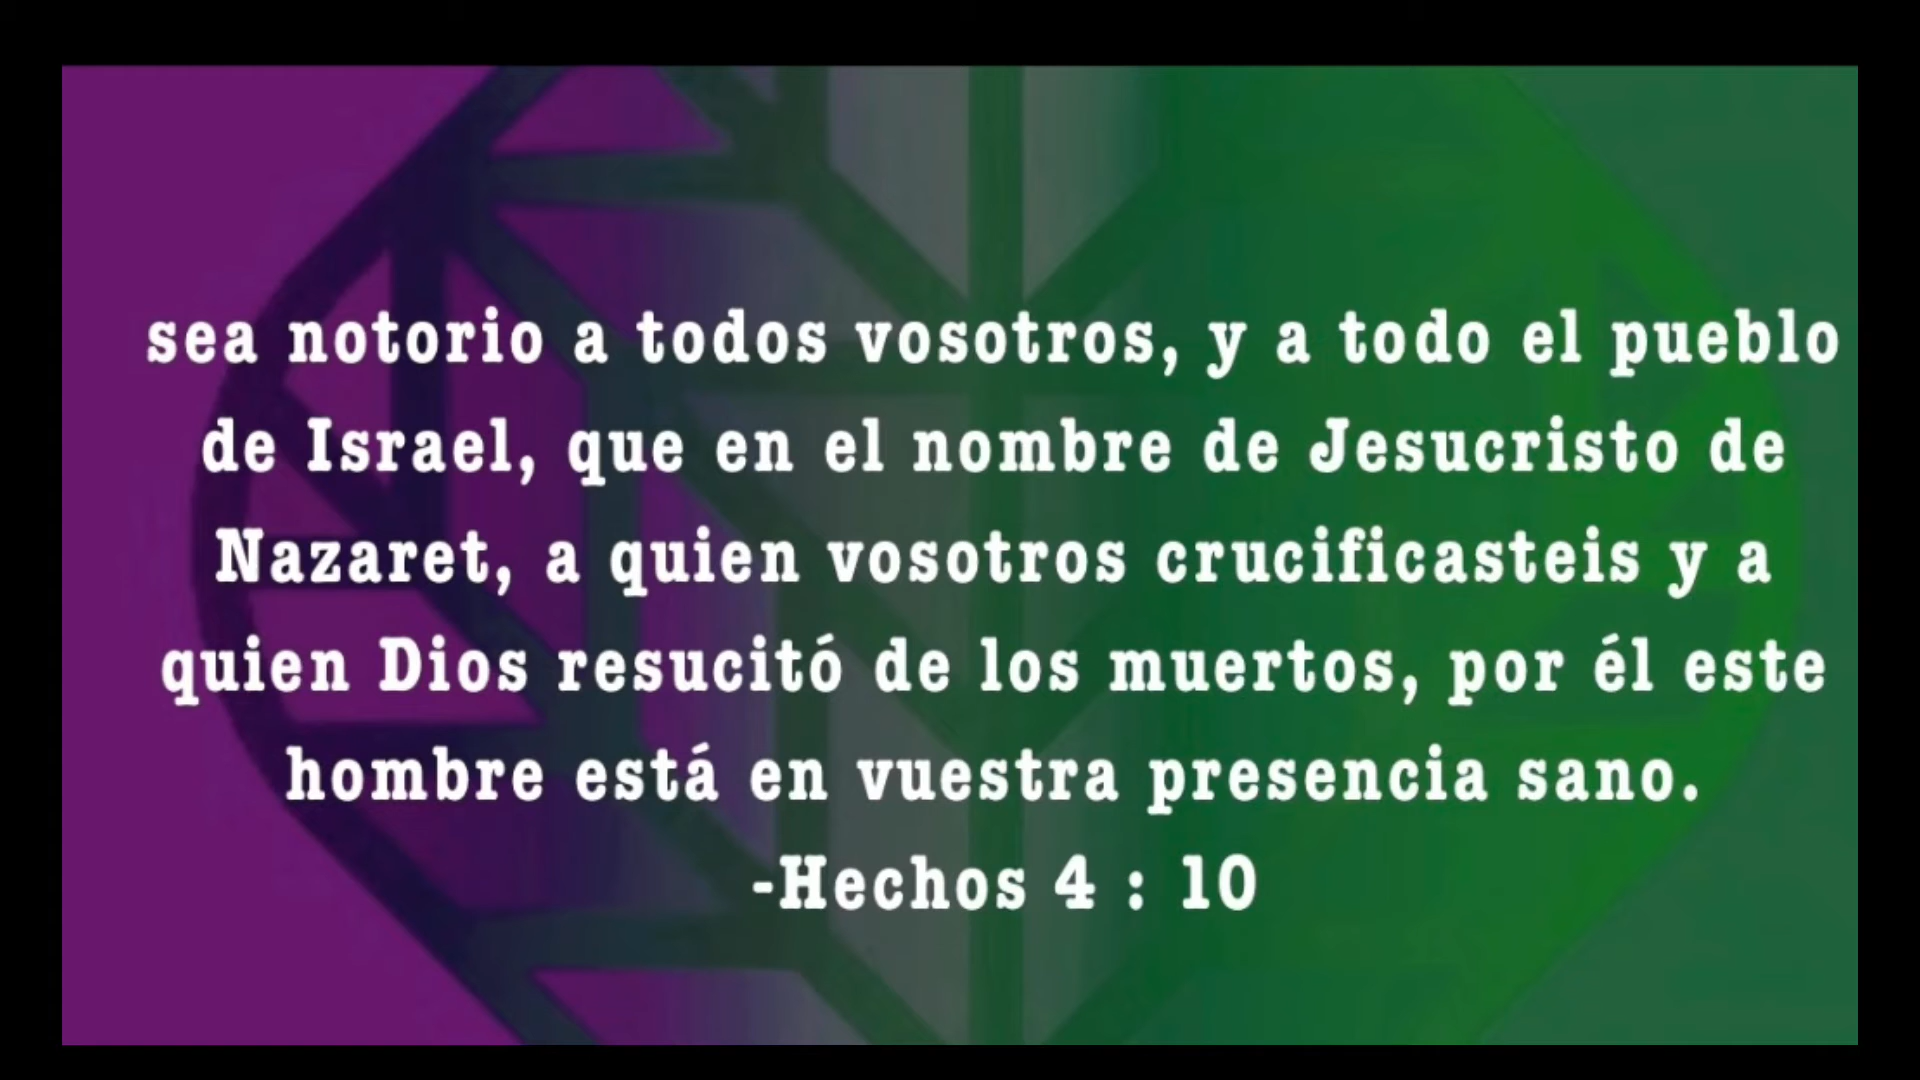 sea notorio a todos vosotros, y a todo el pueblo
de Israel, que en el nombre de Jesucristo de
Nazaret, a quien vosotros crucificasteis y a
quien Dios resucitó de los muertos, por él este
hombre está en vuestra presencia sano.
-Hechos 4 : 10